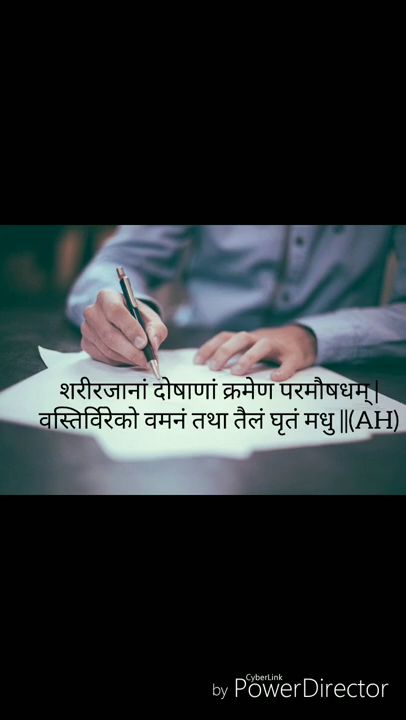 शरीरजानां दोषाणां क्रमेण परमौषधम् |
वस्तिर्विरेको वमनं तथा तैलं घृतं मधु ||(AH)
by CyberLink PowerDirector